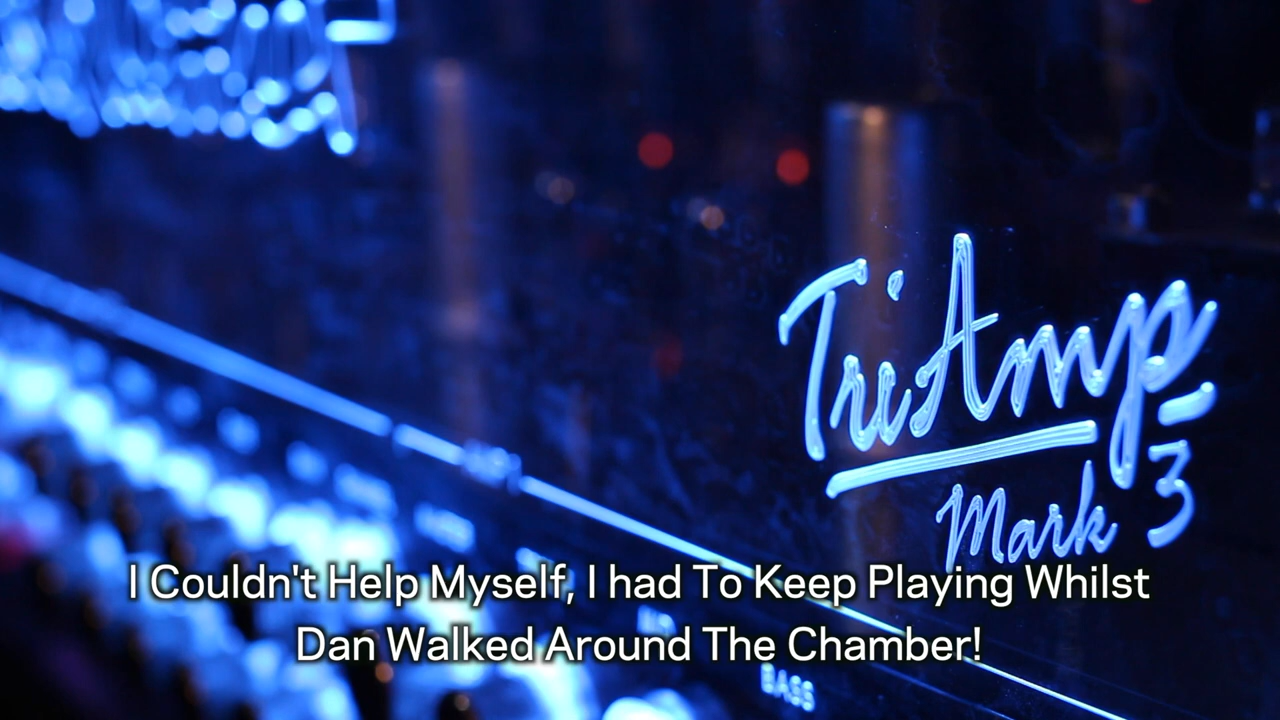 TriAmp
Mark 3
I Couldn't Help Myself, I had To Keep Playing Whilst
Dan Walked Around The Chamber!
BASS